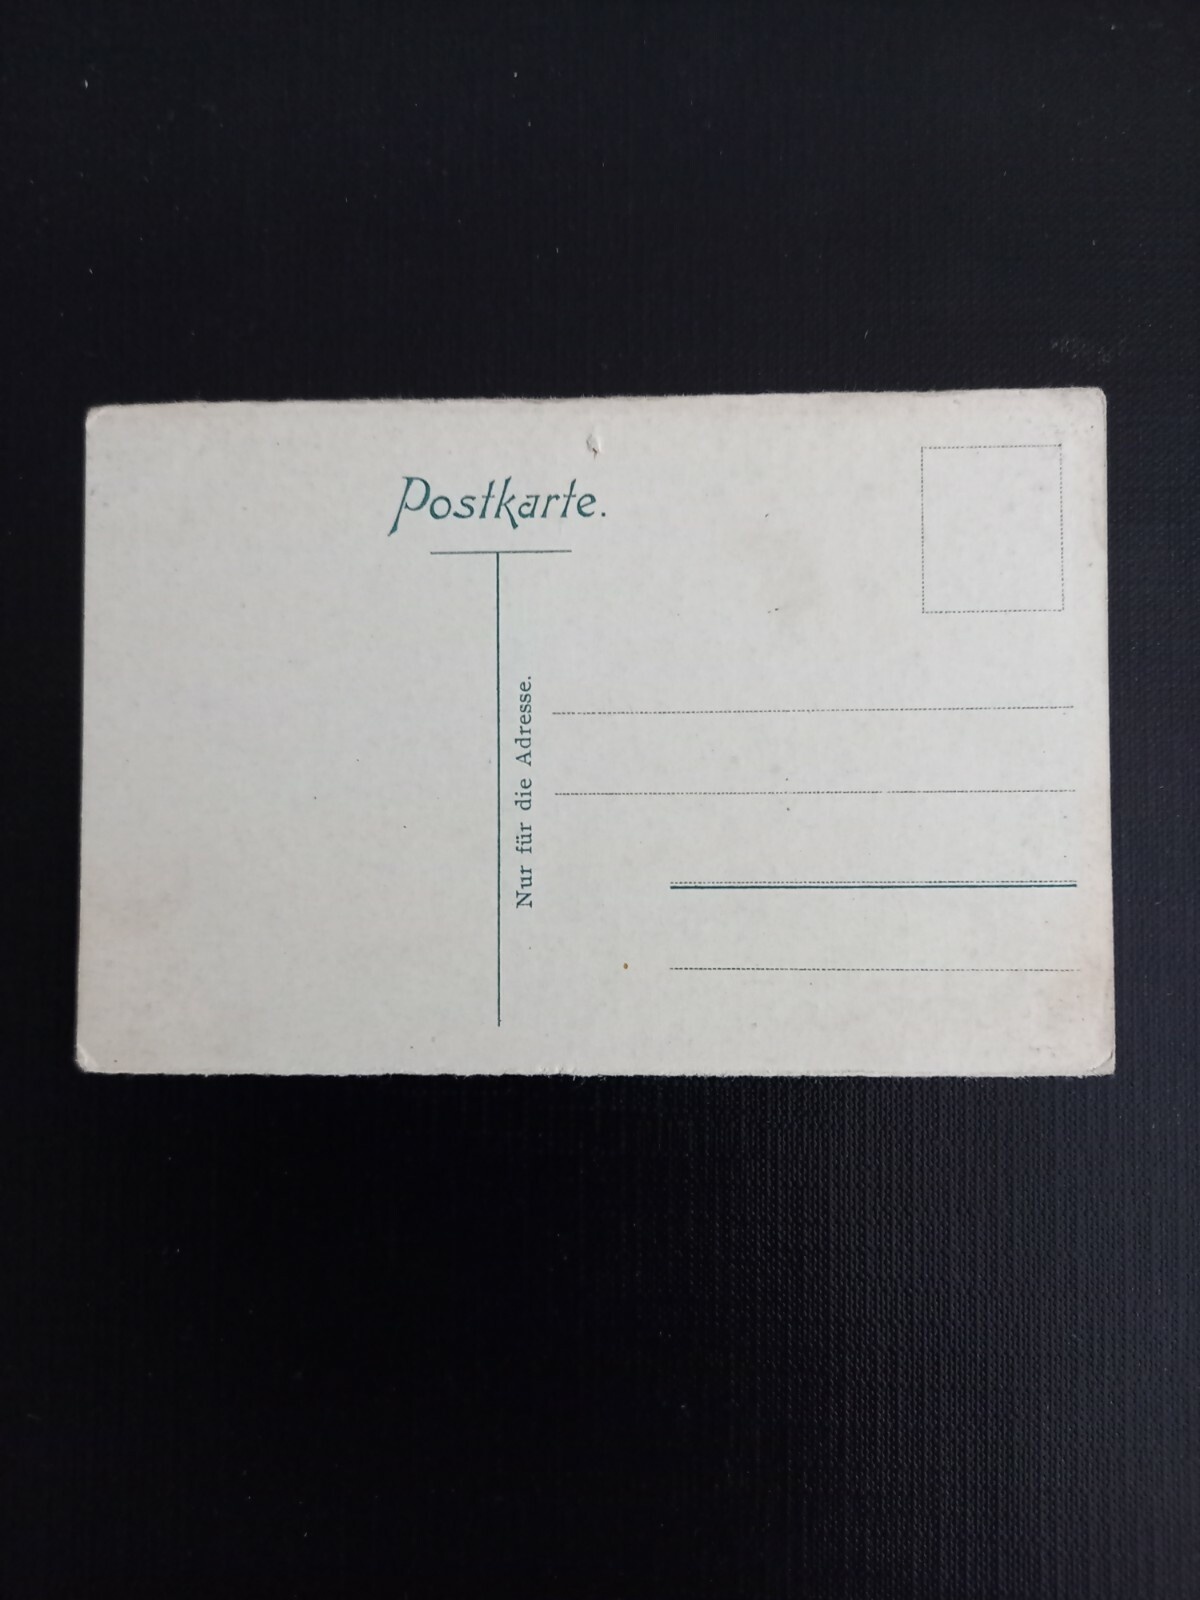 Postkarte.
Nur für die Adresse.